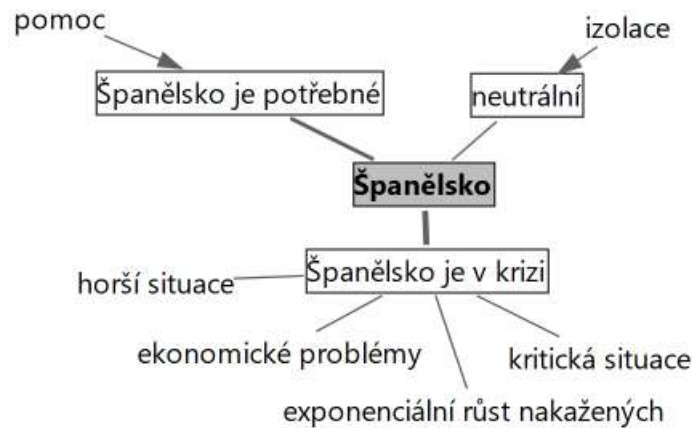 pomoc
izolace
Španělsko je potřebné
neutrální
Španělsko
Španělsko je v krizi
horší situace
ekonomické problémy
kritická situace
exponenciální růst nakažených